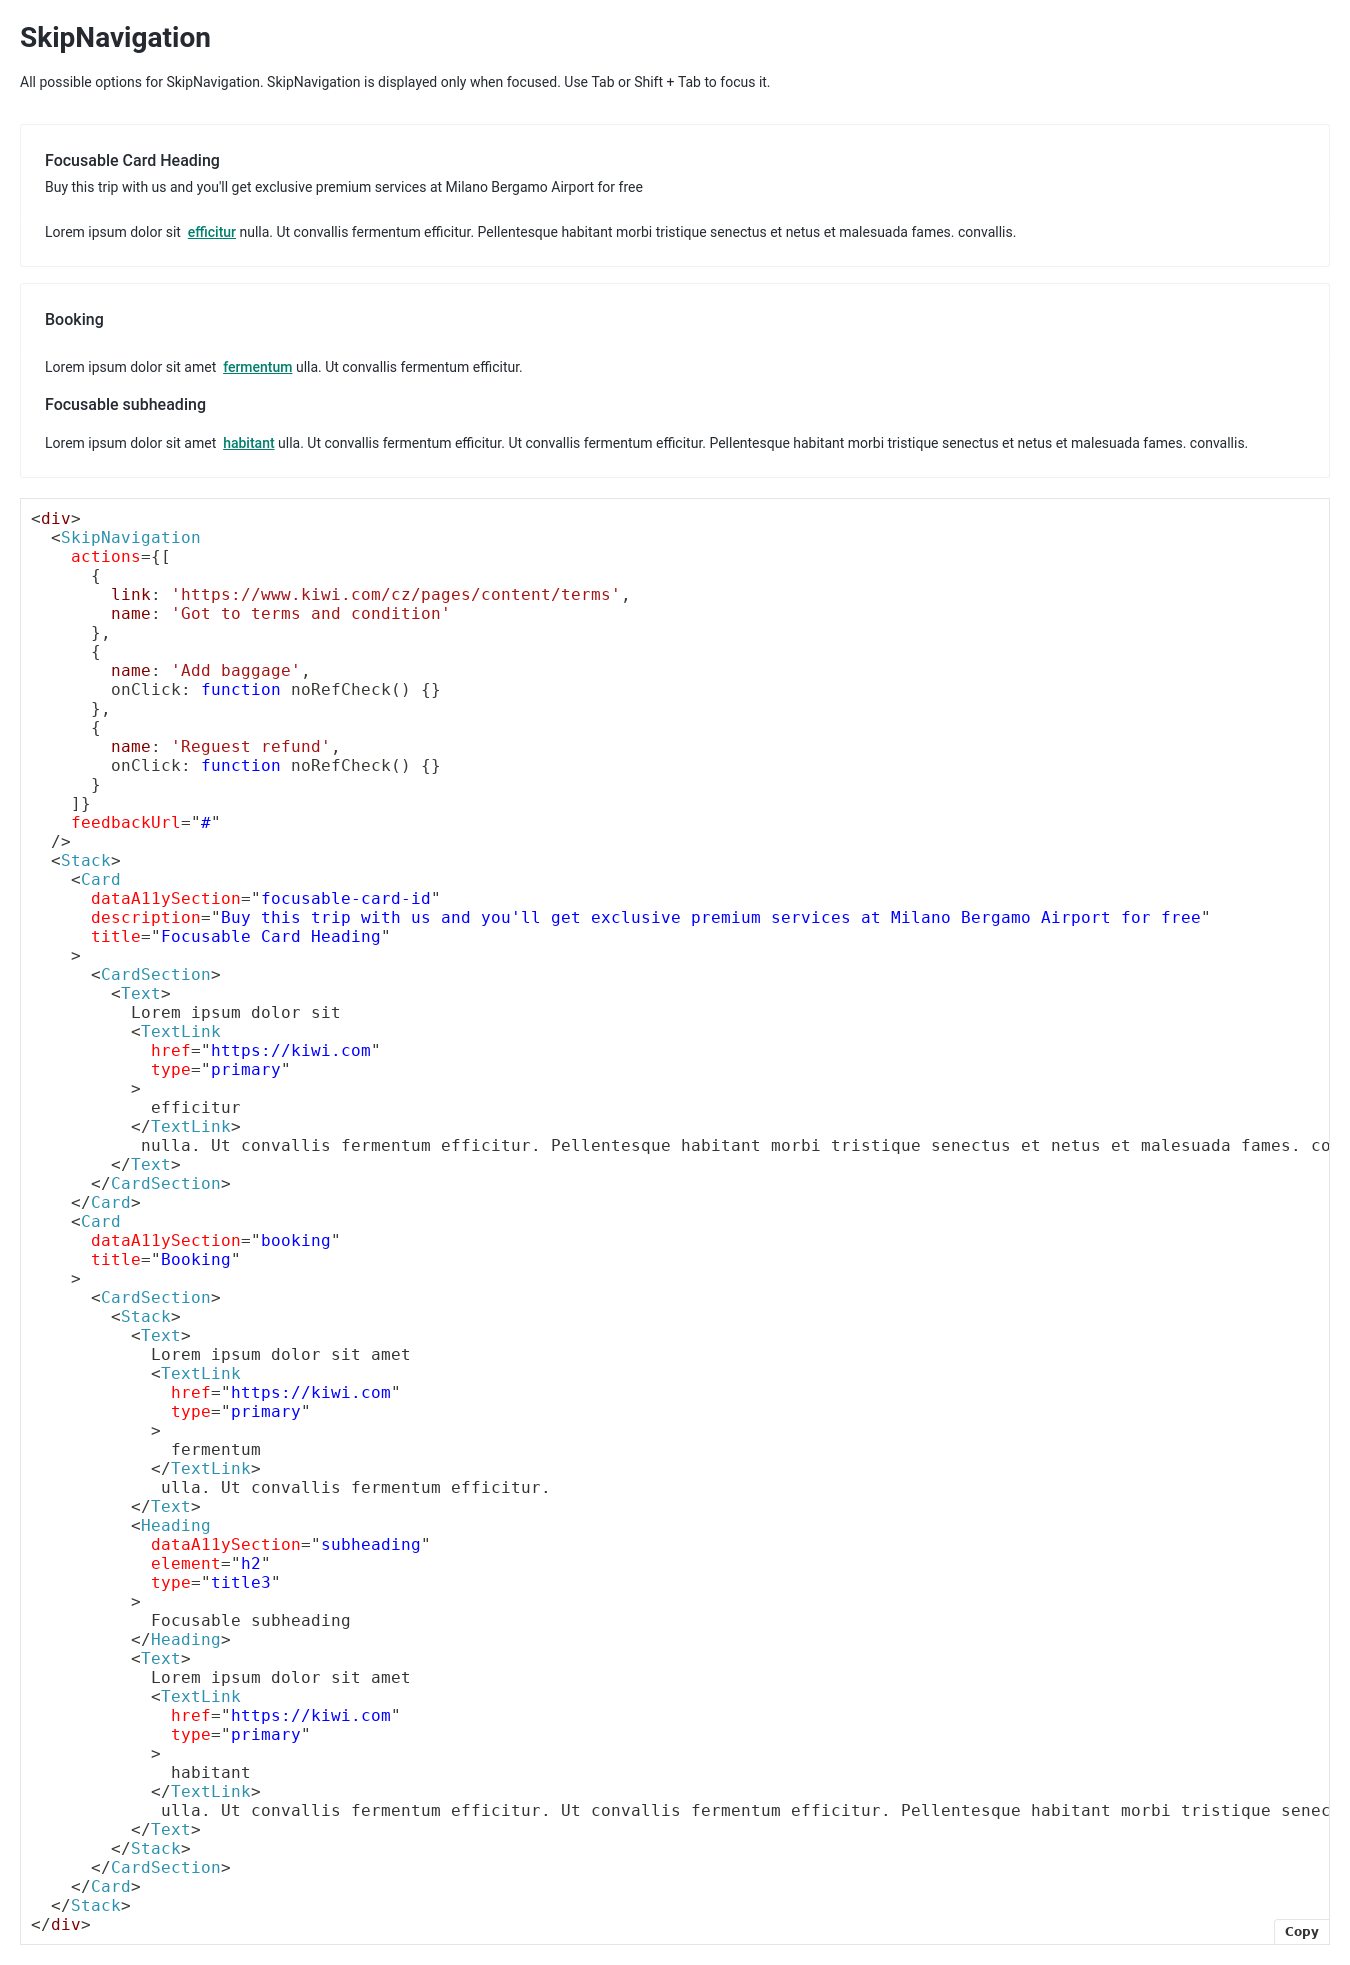 SkipNavigation
All possible options for SkipNavigation. SkipNavigation is displayed only when focused. Use Tab or Shift + Tab to focus it.
Focusable Card Heading
Buy this trip with us and you'll get exclusive premium services at Milano Bergamo Airport for free
Lorem ipsum dolor sit efficitur nulla. Ut convallis fermentum efficitur. Pellentesque habitant morbi tristique senectus et netus et malesuada fames. convallis.
Booking
Lorem ipsum dolor sit amet fermentum ulla. Ut convallis fermentum efficitur.
Focusable subheading
Lorem ipsum dolor sit amet habitant ulla. Ut convallis fermentum efficitur. Ut convallis fermentum efficitur. Pellentesque habitant morbi tristique senectus et netus et malesuada fames. convallis.
<div>
  <SkipNavigation
    actions={[
      {
        link: 'https://www.kiwi.com/cz/pages/content/terms',
        name: 'Got to terms and condition'
      },
      {
        name: 'Add baggage',
        onClick: function noRefCheck() {}
      },
      {
        name: 'Reguest refund',
        onClick: function noRefCheck() {}
      }
    ]}
    feedbackUrl="#"
  />
  <Stack>
    <Card
      dataA11ySection="focusable-card-id"
      description="Buy this trip with us and you'll get exclusive premium services at Milano Bergamo Airport for free"
      title="Focusable Card Heading"
    >
      <CardSection>
        <Text>
          Lorem ipsum dolor sit
          <TextLink
            href="https://kiwi.com"
            type="primary"
          >
            efficitur
          </TextLink>
           nulla. Ut convallis fermentum efficitur. Pellentesque habitant morbi tristique senectus et netus et malesuada fames. co
        </Text>
      </CardSection>
    </Card>
    <Card
      dataA11ySection="booking"
      title="Booking"
    >
      <CardSection>
        <Stack>
          <Text>
            Lorem ipsum dolor sit amet
            <TextLink
              href="https://kiwi.com"
              type="primary"
            >
              fermentum
            </TextLink>
             ulla. Ut convallis fermentum efficitur.
          </Text>
          <Heading
            dataA11ySection="subheading"
            element="h2"
            type="title3"
          >
            Focusable subheading
          </Heading>
          <Text>
            Lorem ipsum dolor sit amet
            <TextLink
              href="https://kiwi.com"
              type="primary"
            >
              habitant
            </TextLink>
             ulla. Ut convallis fermentum efficitur. Ut convallis fermentum efficitur. Pellentesque habitant morbi tristique senec
          </Text>
        </Stack>
      </CardSection>
    </Card>
  </Stack>
</div>
Copy